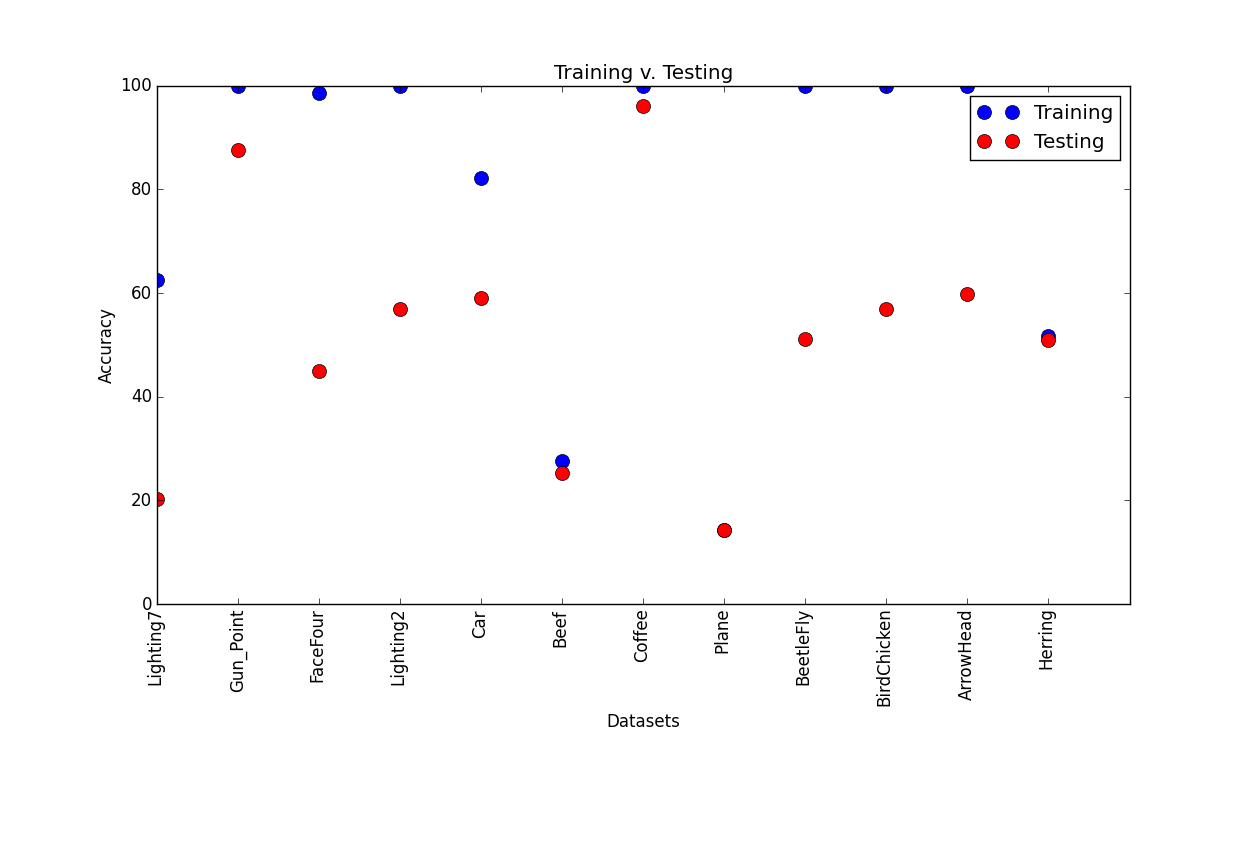 Training v. Testing
100
80
60
40
20
0
Accuracy
Training
Testing
Lighting7
Gun_Point
FaceFour
Lighting2
Car
Beef
Coffee
Plane
BeetleFly
BirdChicken
ArrowHead
Herring
Datasets